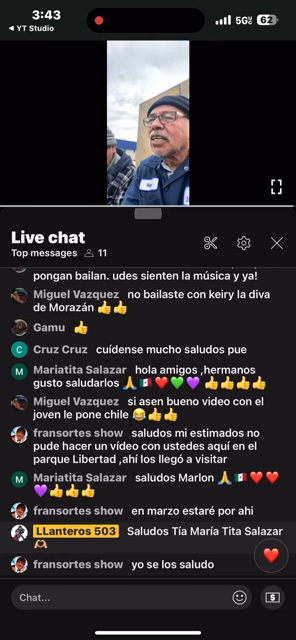 3:43
5G
62
YT Studio
Live chat
Top messages 11
pongan bailan. udes sienten la música y ya!
Miguel Vazquez no bailaste con keiry la diva
de Morazán 👍👍
Gamu 👍
C Cruz Cruz cuídense mucho saludos pue
M Mariatita Salazar hola amigos ,hermanos
gusto saludarlos 🙏🇲🇽❤️💚💜👍👍👍👍
Miguel Vazquez si asen bueno video con el
joven le pone chile 😂👍👍
fransortes show saludos mi estimados no
pude hacer un vídeo con ustedes aquí en el
parque Libertad ,ahí los llegó a visitar
M Mariatita Salazar saludos Marlon 🙏🇲🇽❤️❤️
💜👍👍👍
fransortes show en marzo estaré por ahi
LLanteros 503 Saludos Tía María Tita Salazar
🫶🏽
fransortes show yo se los saludo
Chat...